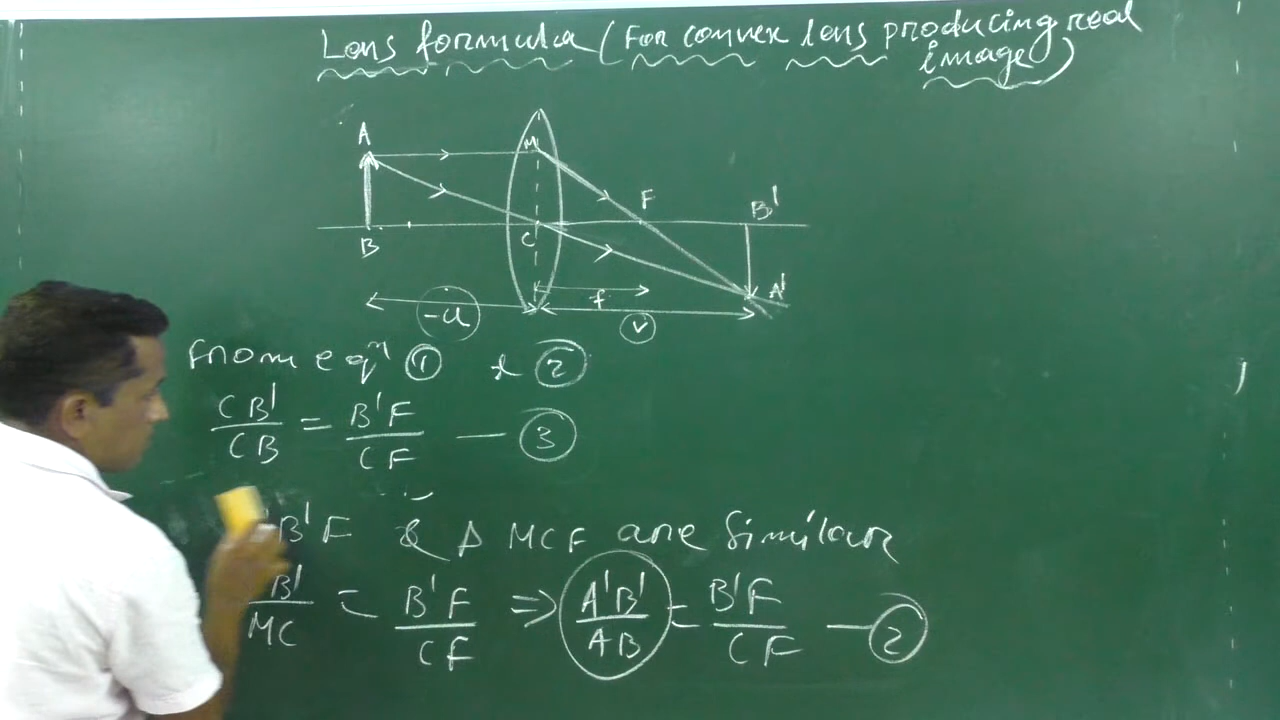 Lens formula (For convex lens producing real
image)
A
M
F
B'
B
C
A'
f
-u
v
From eqn ① & ②
CB'/CB = B'F/CF — ③
B'F & Δ MCF are Similar
B'/MC = B'F/CF ⇒ A'B'/AB = B'F/CF — ②